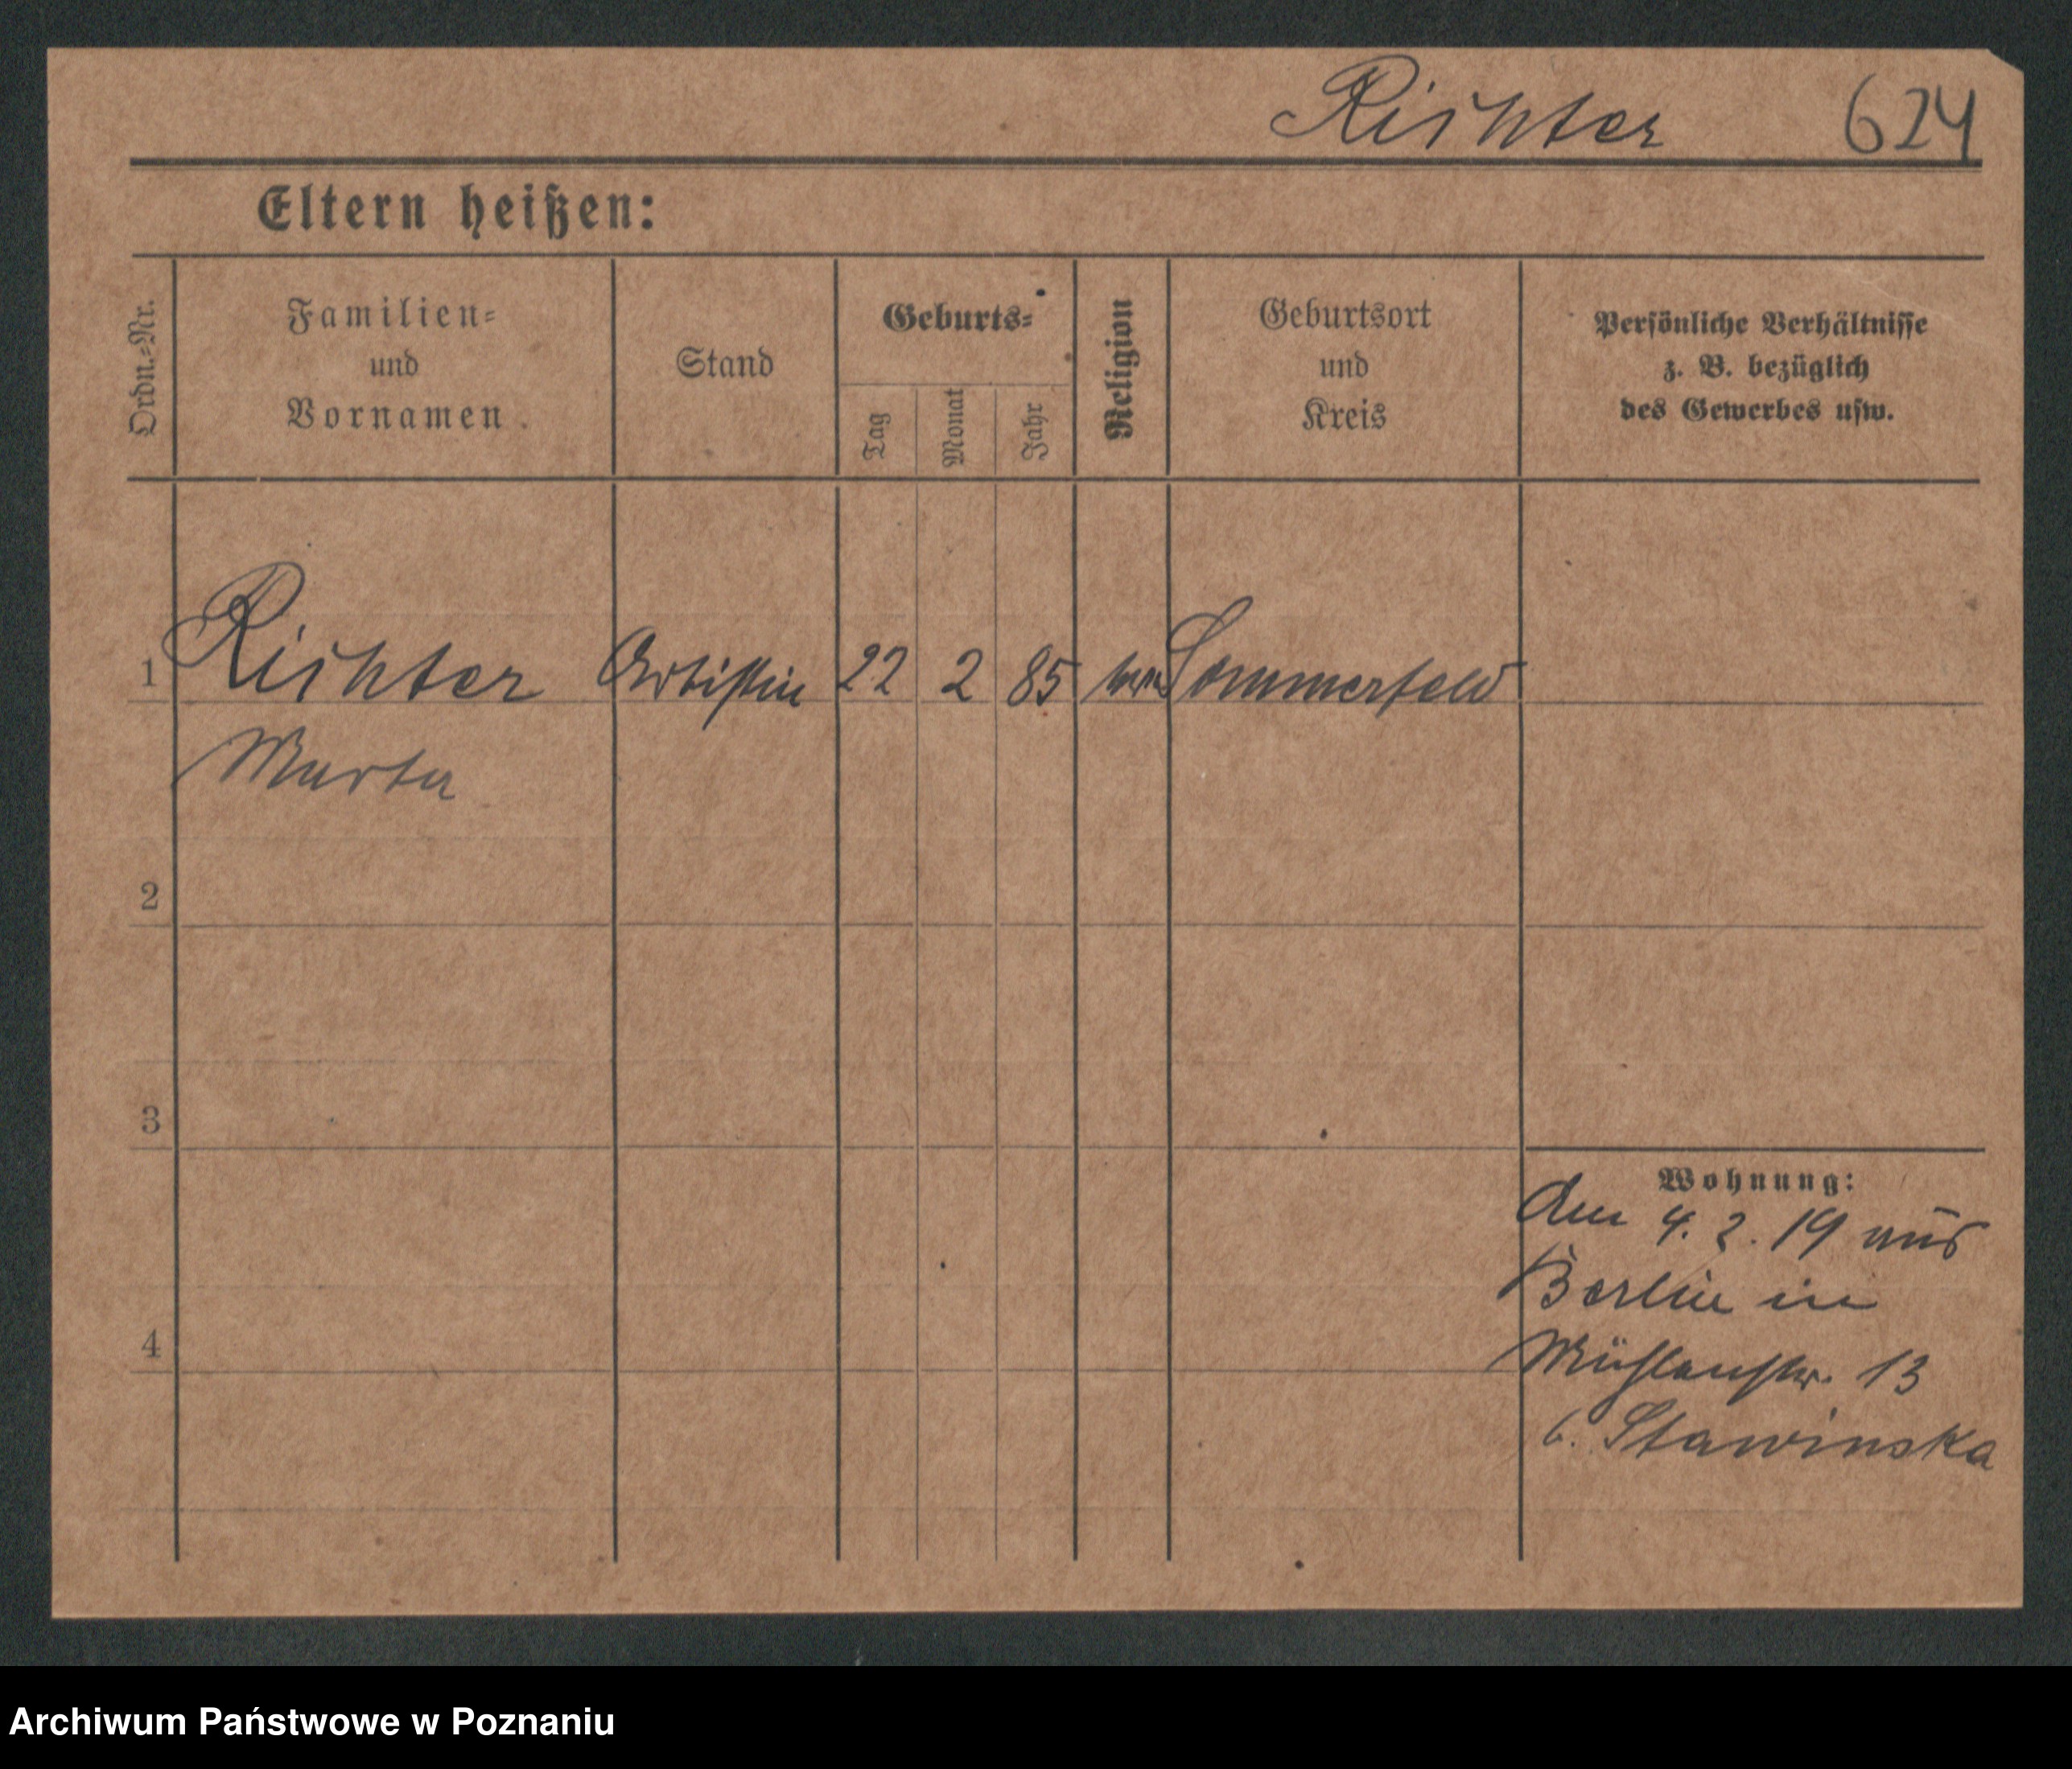 Richter 624
Eltern heißen:
Ordn.=Nr.
Familien=
und
Vornamen
Stand
Geburts=
Tag
Monat
Jahr
Religion
Geburtsort
und
Kreis
Persönliche Verhältnisse
z. B. bezüglich
des Gewerbes usw.
1 Richter Artistin 22 2 85 Sommerfeld
Marta
2
3
4
Wohnung:
den 4. 2. 19 aus
Berlin in
Mühlenstr. 13
b. Stawinska
Archiwum Państwowe w Poznaniu